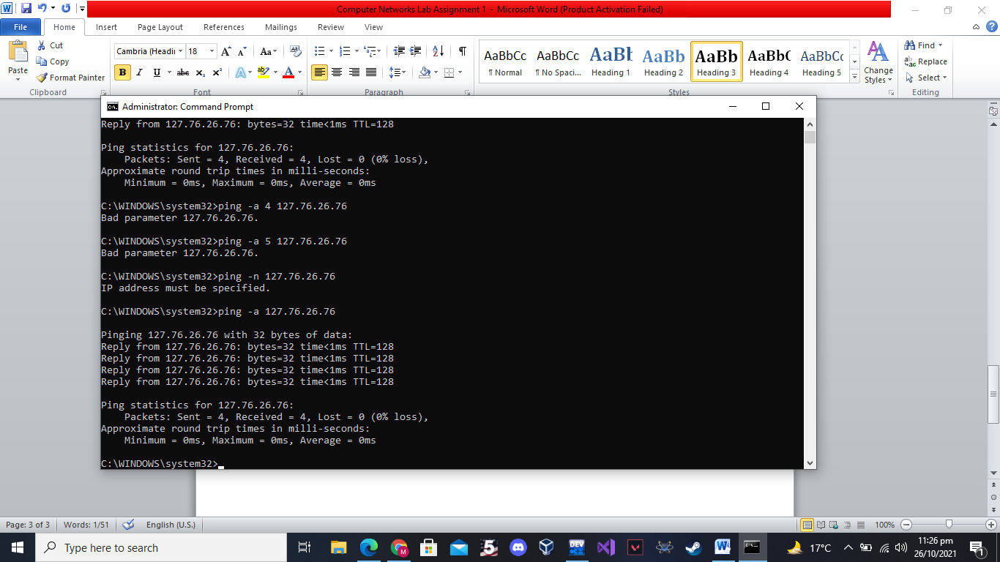 Computer Networks Lab Assignment 1 - Microsoft Word (Product Activation Failed)
File Home Insert Page Layout References Mailings Review View
Paste
Cut
Copy
Format Painter
Clipboard
Cambria (Headi 18
Font
Paragraph
AaBbCc AaBbCc AaBb AaBb AaBb AaBbC AaBbCc
¶ Normal ¶ No Spaci... Heading 1 Heading 2 Heading 3 Heading 4 Heading 5
Styles
Change Styles
Find
Replace
Select
Editing
Administrator: Command Prompt
Reply from 127.76.26.76: bytes=32 time<1ms TTL=128
Ping statistics for 127.76.26.76:
Packets: Sent = 4, Received = 4, Lost = 0 (0% loss),
Approximate round trip times in milli-seconds:
Minimum = 0ms, Maximum = 0ms, Average = 0ms
C:\WINDOWS\system32>ping -a 4 127.76.26.76
Bad parameter 127.76.26.76.
C:\WINDOWS\system32>ping -a 5 127.76.26.76
Bad parameter 127.76.26.76.
C:\WINDOWS\system32>ping -n 127.76.26.76
IP address must be specified.
C:\WINDOWS\system32>ping -a 127.76.26.76
Pinging 127.76.26.76 with 32 bytes of data:
Reply from 127.76.26.76: bytes=32 time<1ms TTL=128
Reply from 127.76.26.76: bytes=32 time<1ms TTL=128
Reply from 127.76.26.76: bytes=32 time<1ms TTL=128
Reply from 127.76.26.76: bytes=32 time<1ms TTL=128
Ping statistics for 127.76.26.76:
Packets: Sent = 4, Received = 4, Lost = 0 (0% loss),
Approximate round trip times in milli-seconds:
Minimum = 0ms, Maximum = 0ms, Average = 0ms
C:\WINDOWS\system32>
Page: 3 of 3 Words: 1/51 English (U.S.) 100%
Type here to search
17°C
11:26 pm
26/10/2021